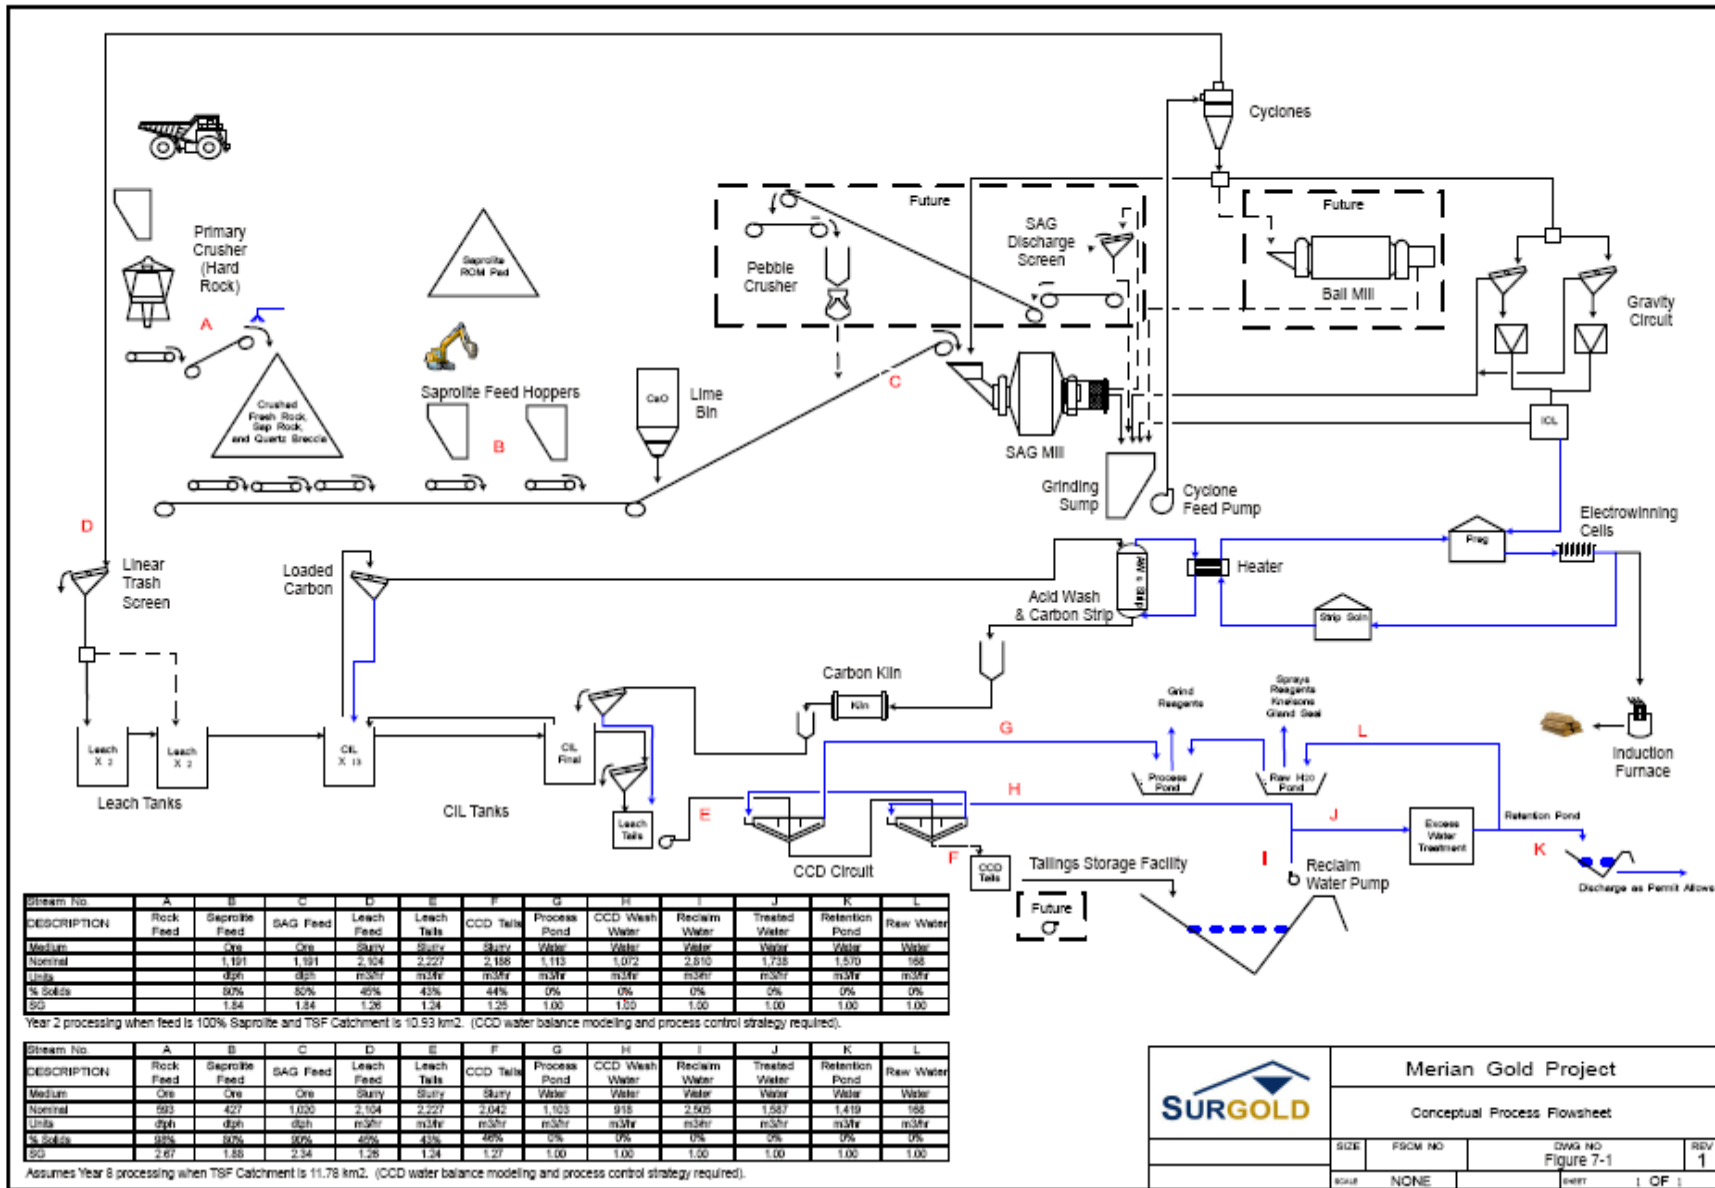 Cyclones
Future
Future
Primary
Crusher
(Hard
Rock)
Saprolite
ROM Pad
SAG
Discharge
Screen
Pebble
Crusher
Ball Mill
Gravity
Circuit
A
C
Saprolite Feed Hoppers
CaO
Lime
Bin
Crushed
Fresh Rock,
Sap Rock,
and Quartz Breccia
B
ICL
SAG Mill
Grinding
Sump
Cyclone
Feed Pump
D
Electrowinning
Cells
Preg
Linear
Trash
Screen
Loaded
Carbon
AW & Strip
Heater
Acid Wash
& Carbon Strip
Strip Soln
Carbon Kiln
Kiln
Grind
Reagents
Sprays
Reagents
Knelsons
Gland Seal
G
L
Leach
X 2
Leach
X 2
CIL
X 13
CIL
Final
Process
Pond
Raw H20
Pond
Induction
Furnace
Leach Tanks
CIL Tanks
H
Leach
Tails
E
J
Excess
Water
Treatment
Retention Pond
K
F
I
CCD Circuit
CCD
Tails
Tailings Storage Facility
Reclaim
Water Pump
Discharge as Permit Allows
Future
Stream No. A B C D E F G H I J K L
DESCRIPTION Rock Feed Saprolite Feed SAG Feed Leach Feed Leach Tails CCD Tails Process Pond CCD Wash Water Reclaim Water Treated Water Retention Pond Raw Water
Medium Ore Ore Slurry Slurry Slurry Water Water Water Water Water Water
Nominal 1,191 1,191 2,104 2,227 2,186 1,113 1,072 2,810 1,738 1,570 168
Units dtph dtph m3/hr m3/hr m3/hr m3/hr m3/hr m3/hr m3/hr m3/hr m3/hr
% Solids 80% 80% 45% 43% 44% 0% 0% 0% 0% 0% 0%
SG 1.84 1.84 1.26 1.24 1.25 1.00 1.00 1.00 1.00 1.00 1.00
Year 2 processing when feed is 100% Saprolite and TSF Catchment is 10.93 km2. (CCD water balance modeling and process control strategy required).
Stream No. A B C D E F G H I J K L
DESCRIPTION Rock Feed Saprolite Feed SAG Feed Leach Feed Leach Tails CCD Tails Process Pond CCD Wash Water Reclaim Water Treated Water Retention Pond Raw Water
Medium Ore Ore Ore Slurry Slurry Slurry Water Water Water Water Water Water
Nominal 593 427 1,020 2,104 2,227 2,042 1,103 918 2,505 1,587 1,419 168
Units dtph dtph dtph m3/hr m3/hr m3/hr m3/hr m3/hr m3/hr m3/hr m3/hr m3/hr
% Solids 98% 80% 90% 45% 43% 46% 0% 0% 0% 0% 0% 0%
SG 2.67 1.88 2.34 1.26 1.24 1.27 1.00 1.00 1.00 1.00 1.00 1.00
Assumes Year 8 processing when TSF Catchment is 11.78 km2. (CCD water balance modeling and process control strategy required).
SURGOLD
Merian Gold Project
Conceptual Process Flowsheet
SIZE FSCM NO DWG NO REV
Figure 7-1 1
SCALE NONE SHEET 1 OF 1